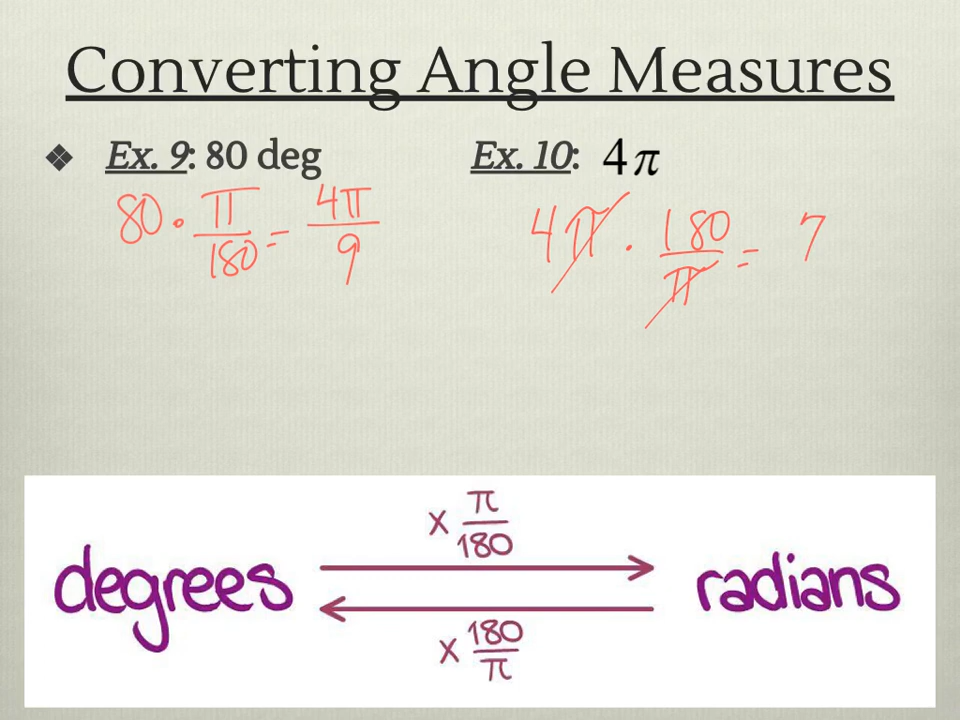 Converting Angle Measures
❖ Ex. 9: 80 deg
80 · π/180 = 4π/9
Ex. 10: 4π
4π · 180/π = 7
× π/180
degrees
radians
× 180/π